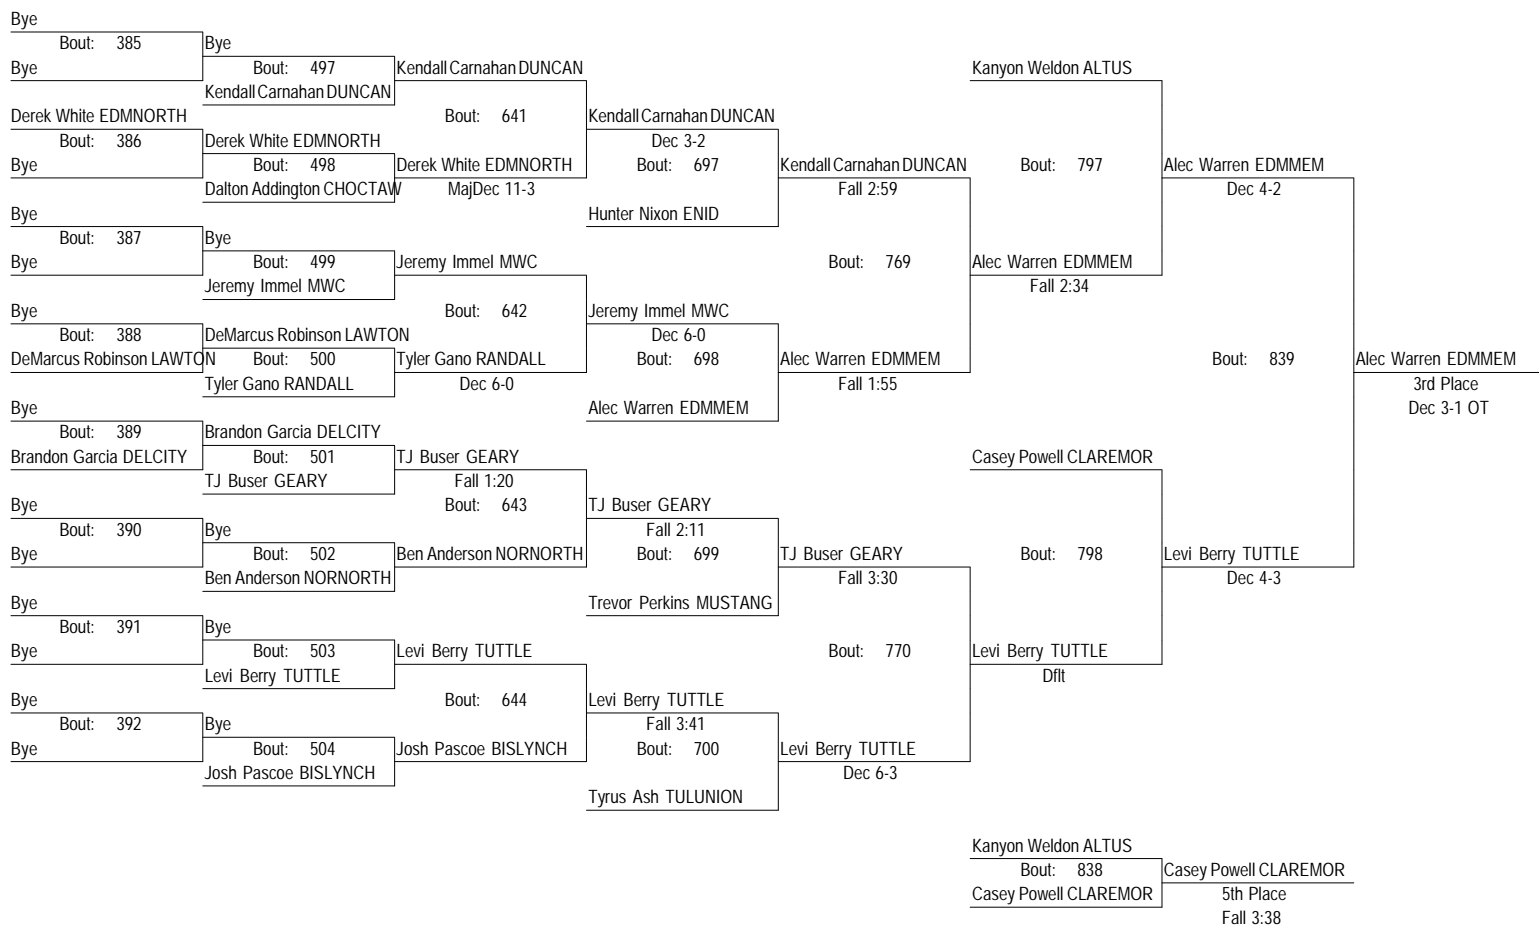 Bye
Bout: 385
Bye
Bye
Bout: 497
Kendall Carnahan DUNCAN
Kendall Carnahan DUNCAN
Kanyon Weldon ALTUS
Derek White EDMNORTH
Bout: 641
Kendall Carnahan DUNCAN
Bout: 386
Derek White EDMNORTH
Dec 3-2
Bye
Bout: 498
Derek White EDMNORTH
Bout: 697
Kendall Carnahan DUNCAN
Bout: 797
Alec Warren EDMMEM
Dalton Addington CHOCTAW
MajDec 11-3
Fall 2:59
Dec 4-2
Bye
Hunter Nixon ENID
Bout: 387
Bye
Bye
Bout: 499
Jeremy Immel MWC
Bout: 769
Alec Warren EDMMEM
Jeremy Immel MWC
Fall 2:34
Bye
Bout: 642
Jeremy Immel MWC
Bout: 388
DeMarcus Robinson LAWTON
Dec 6-0
DeMarcus Robinson LAWTON
Bout: 500
Tyler Gano RANDALL
Bout: 698
Alec Warren EDMMEM
Bout: 839
Alec Warren EDMMEM
Tyler Gano RANDALL
Dec 6-0
Fall 1:55
3rd Place
Bye
Alec Warren EDMMEM
Dec 3-1 OT
Bout: 389
Brandon Garcia DELCITY
Brandon Garcia DELCITY
Bout: 501
TJ Buser GEARY
Casey Powell CLAREMOR
TJ Buser GEARY
Fall 1:20
Bye
Bout: 643
TJ Buser GEARY
Bout: 390
Bye
Fall 2:11
Bye
Bout: 502
Ben Anderson NORNORTH
Bout: 699
TJ Buser GEARY
Bout: 798
Levi Berry TUTTLE
Ben Anderson NORNORTH
Fall 3:30
Dec 4-3
Bye
Trevor Perkins MUSTANG
Bout: 391
Bye
Bye
Bout: 503
Levi Berry TUTTLE
Bout: 770
Levi Berry TUTTLE
Levi Berry TUTTLE
Dflt
Bye
Bout: 644
Levi Berry TUTTLE
Bout: 392
Bye
Fall 3:41
Bye
Bout: 504
Josh Pascoe BISLYNCH
Bout: 700
Levi Berry TUTTLE
Josh Pascoe BISLYNCH
Dec 6-3
Tyrus Ash TULUNION
Kanyon Weldon ALTUS
Bout: 838
Casey Powell CLAREMOR
Casey Powell CLAREMOR
5th Place
Fall 3:38